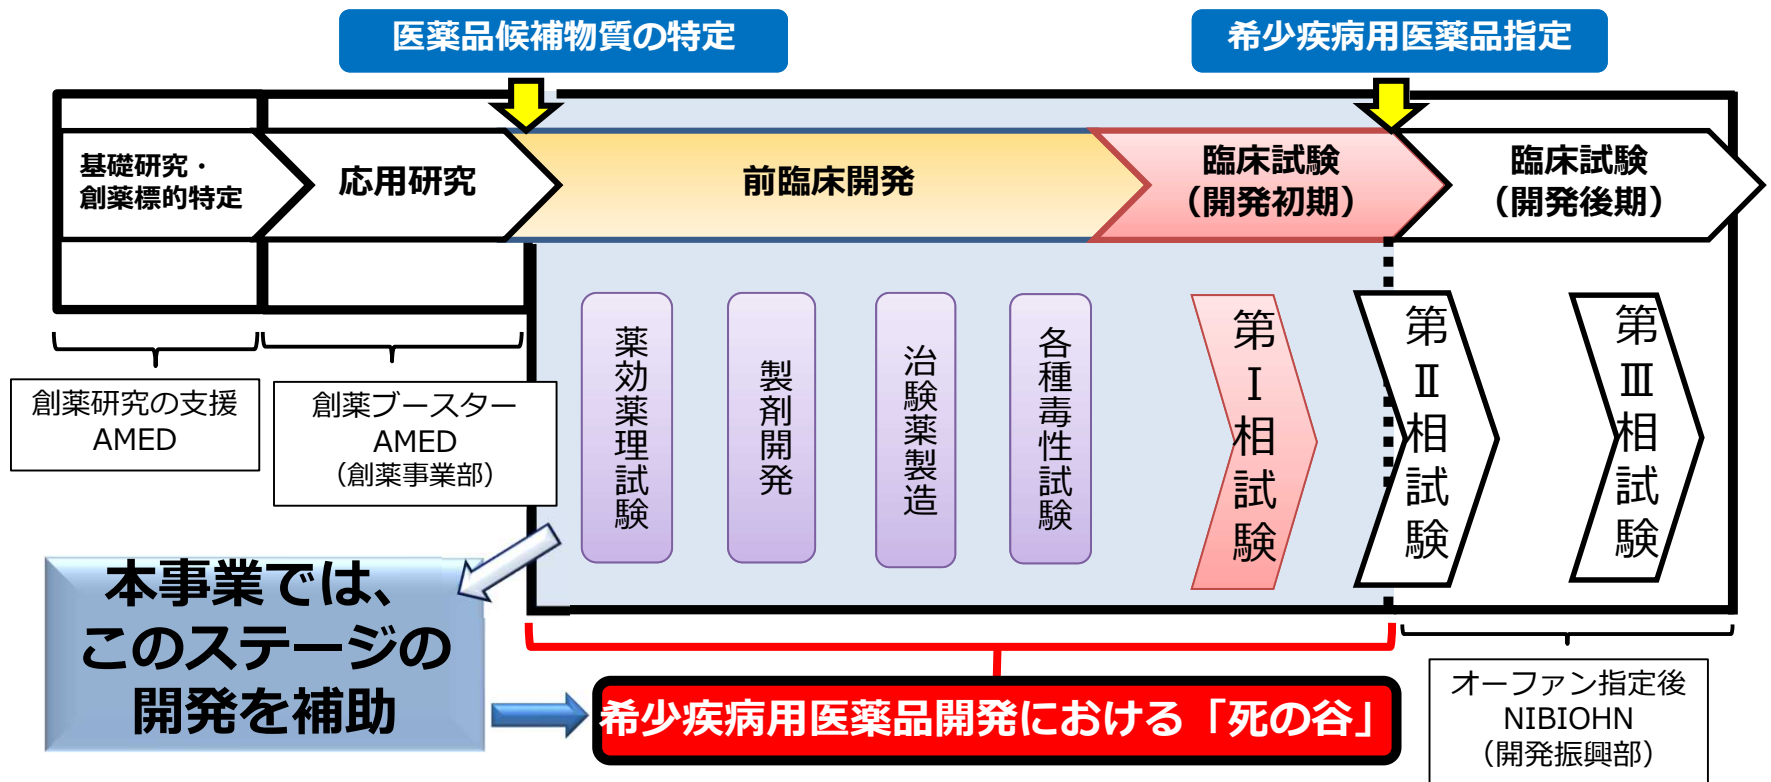 医薬品候補物質の特定
希少疾病用医薬品指定
基礎研究・
創薬標的特定
応用研究
前臨床開発
臨床試験
（開発初期）
臨床試験
（開発後期）
薬効薬理試験
製剤開発
治験薬製造
各種毒性試験
第Ⅰ相試験
第Ⅱ相試験
第Ⅲ相試験
創薬研究の支援
AMED
創薬ブースター
AMED
（創薬事業部）
本事業では、
このステージの
開発を補助
希少疾病用医薬品開発における「死の谷」
オーファン指定後
NIBIOHN
（開発振興部）